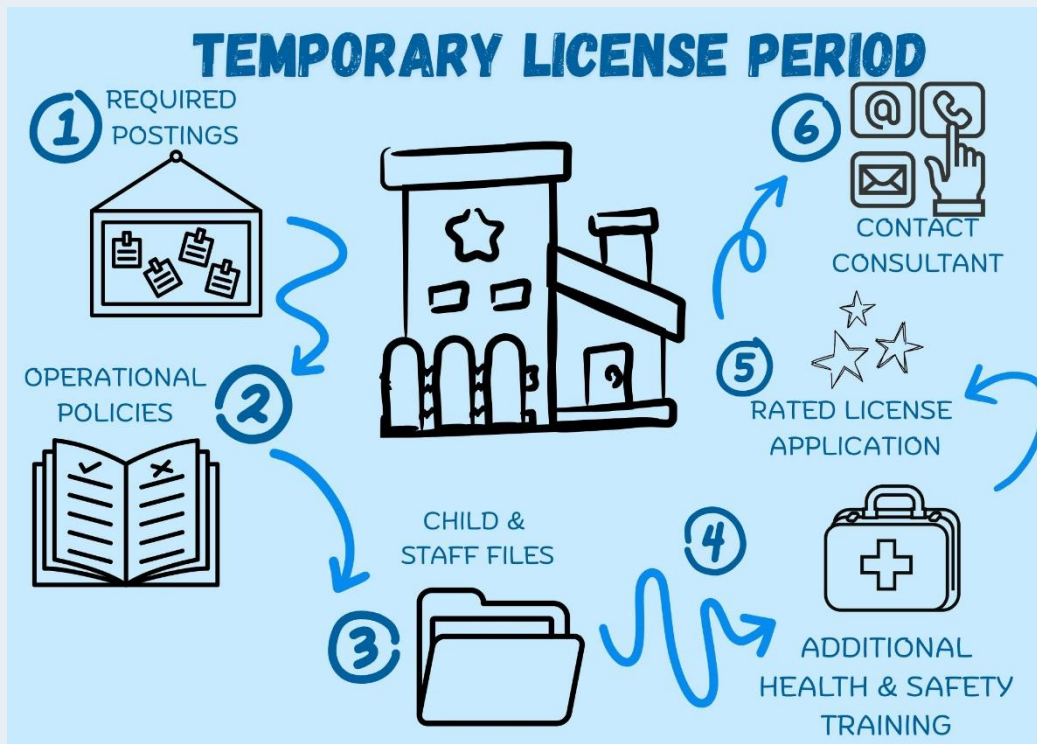 TEMPORARY LICENSE PERIOD
1
REQUIRED
POSTINGS
2
OPERATIONAL
POLICIES
3
CHILD &
STAFF FILES
4
ADDITIONAL
HEALTH & SAFETY
TRAINING
5
RATED LICENSE
APPLICATION
6
@
CONTACT
CONSULTANT